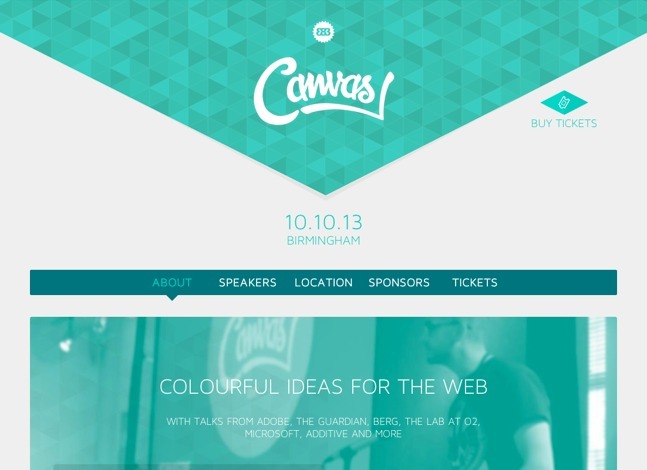 Canvas
BUY TICKETS
10.10.13
BIRMINGHAM
ABOUT SPEAKERS LOCATION SPONSORS TICKETS
Canvas
COLOURFUL IDEAS FOR THE WEB
WITH TALKS FROM ADOBE, THE GUARDIAN, BERG, THE LAB AT O2,
MICROSOFT, ADDITIVE AND MORE